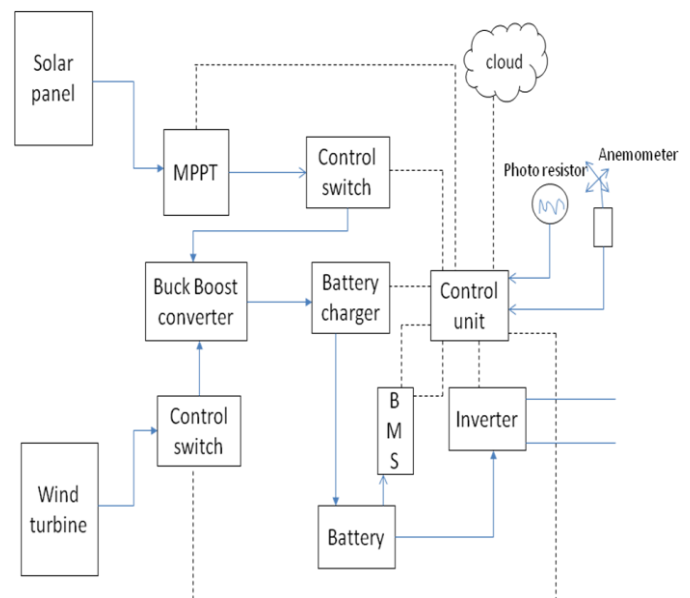 Solar
panel
cloud
MPPT
Control
switch
Photo resistor
Anemometer
Buck Boost
converter
Battery
charger
Control
unit
Control
switch
B
M
S
Inverter
Wind
turbine
Battery